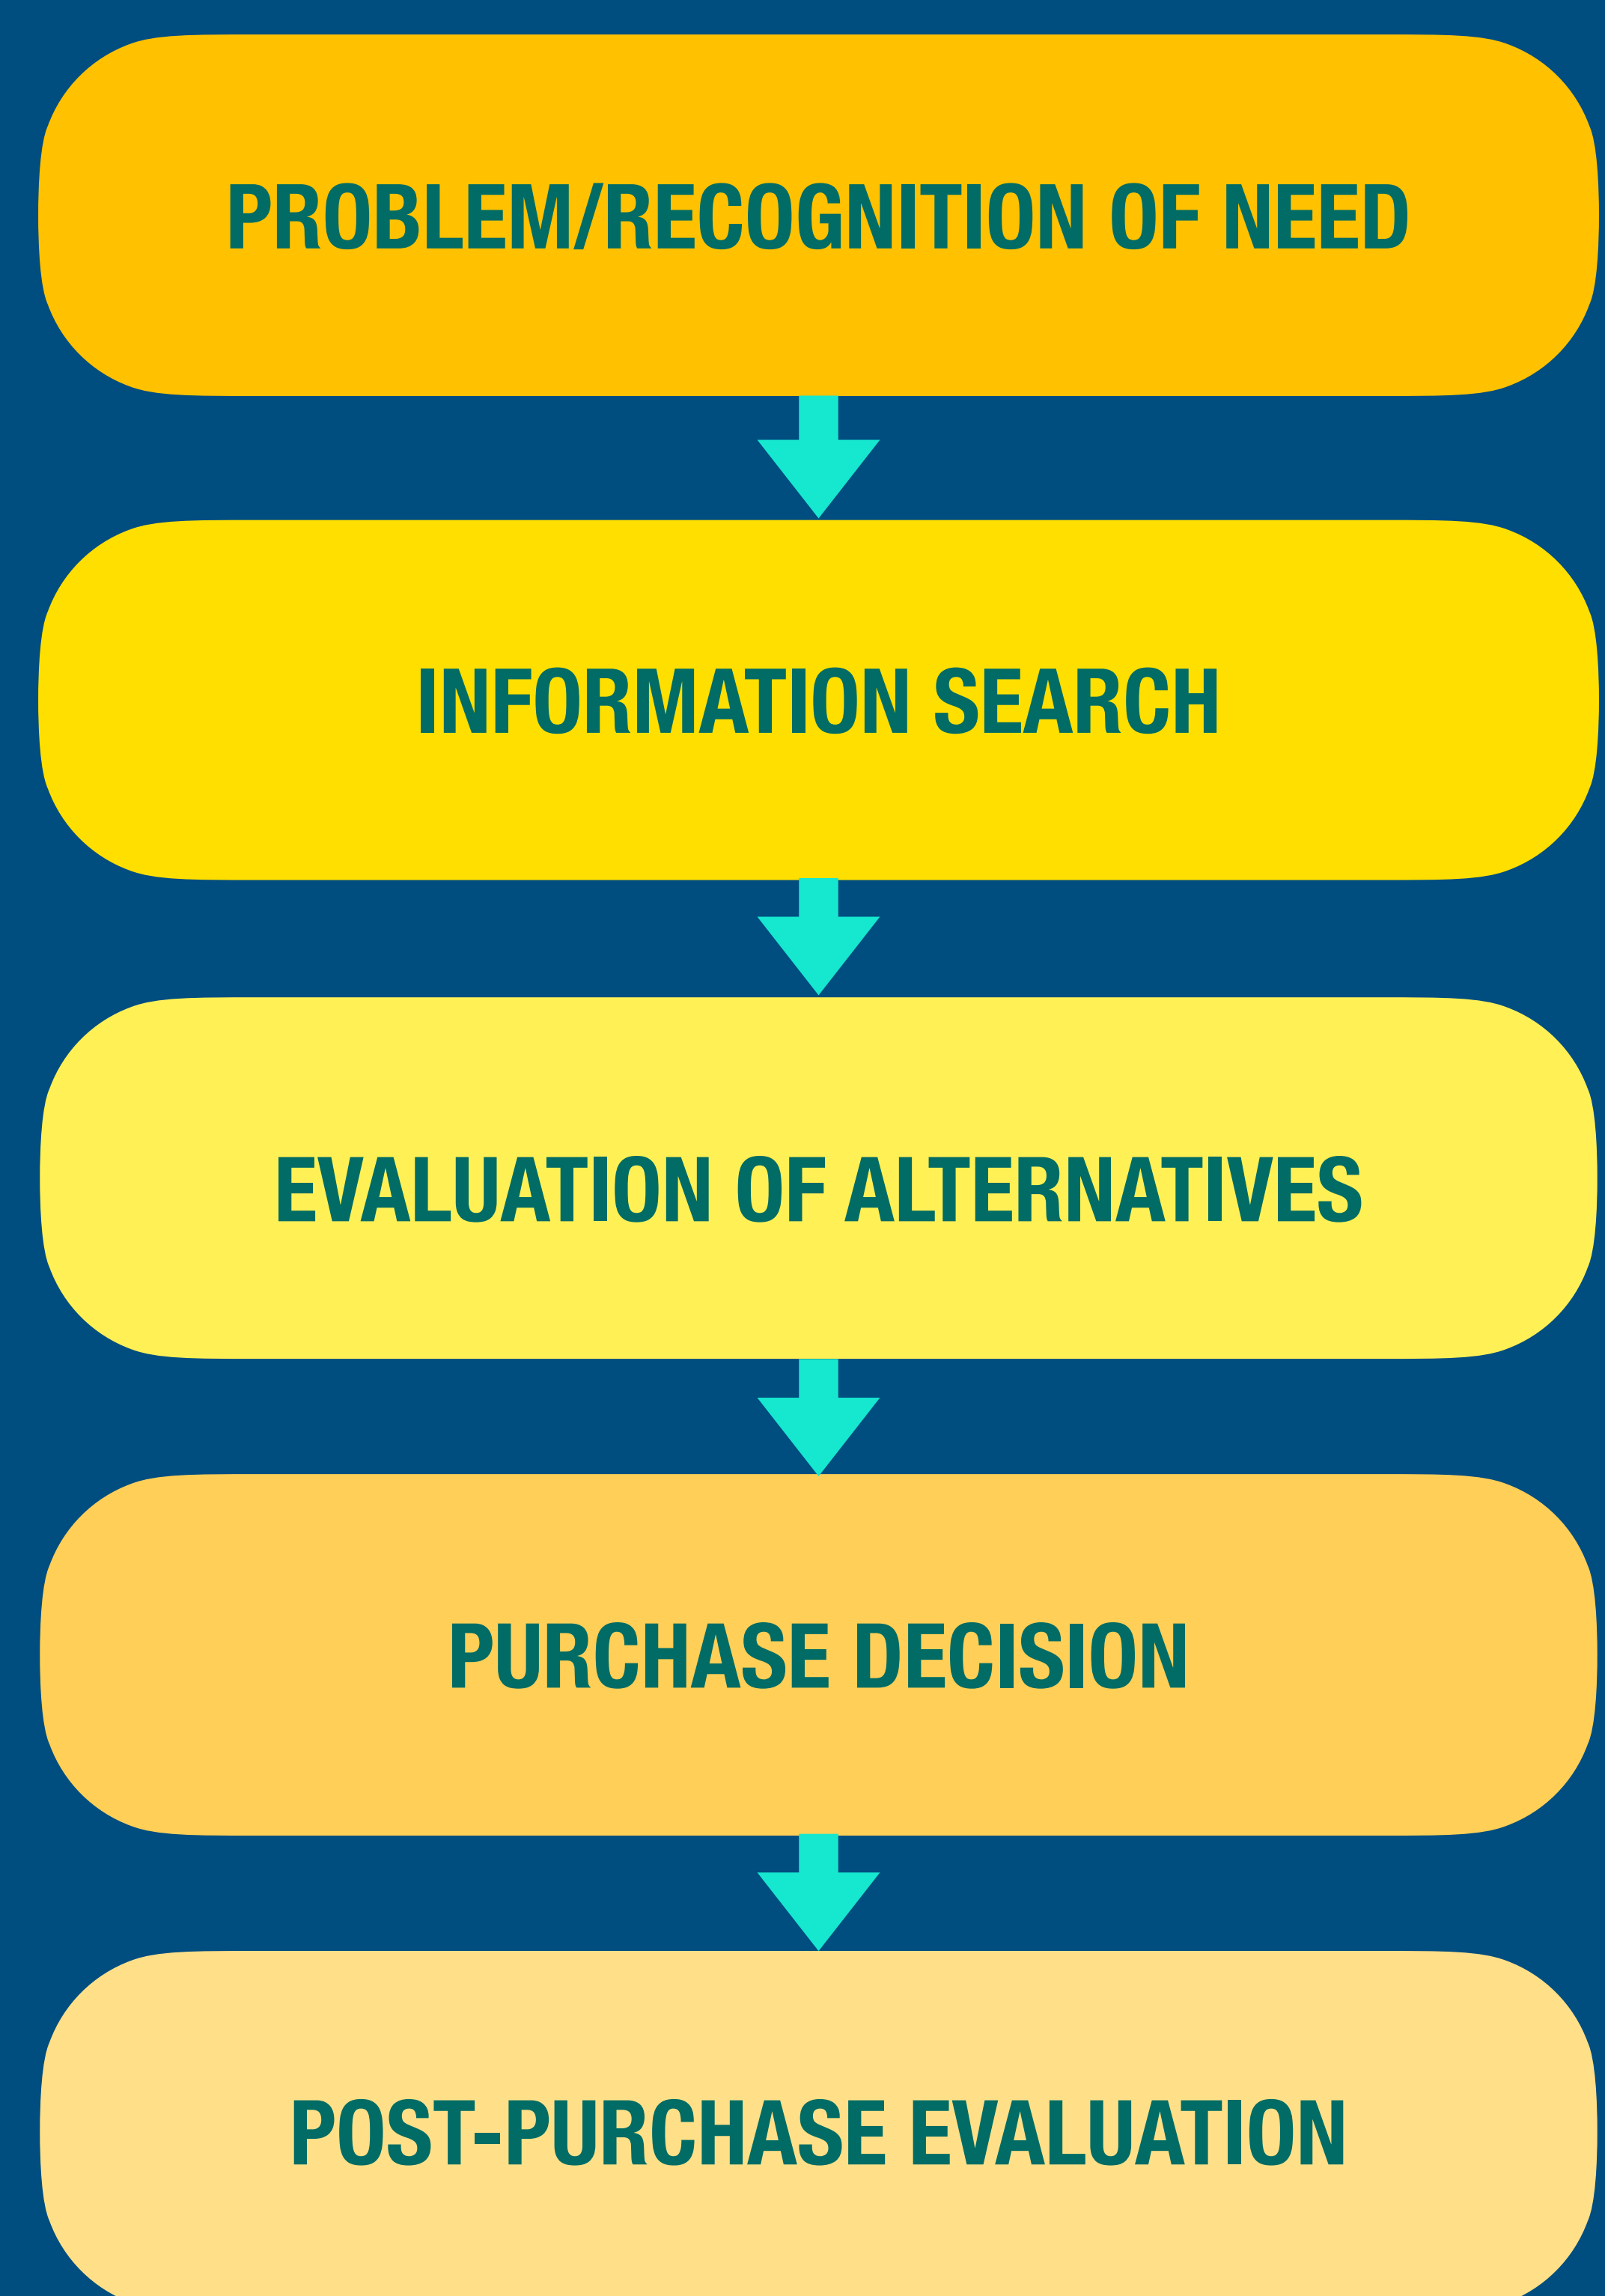 PROBLEM/RECOGNITION OF NEED
INFORMATION SEARCH
EVALUATION OF ALTERNATIVES
PURCHASE DECISION
POST-PURCHASE EVALUATION